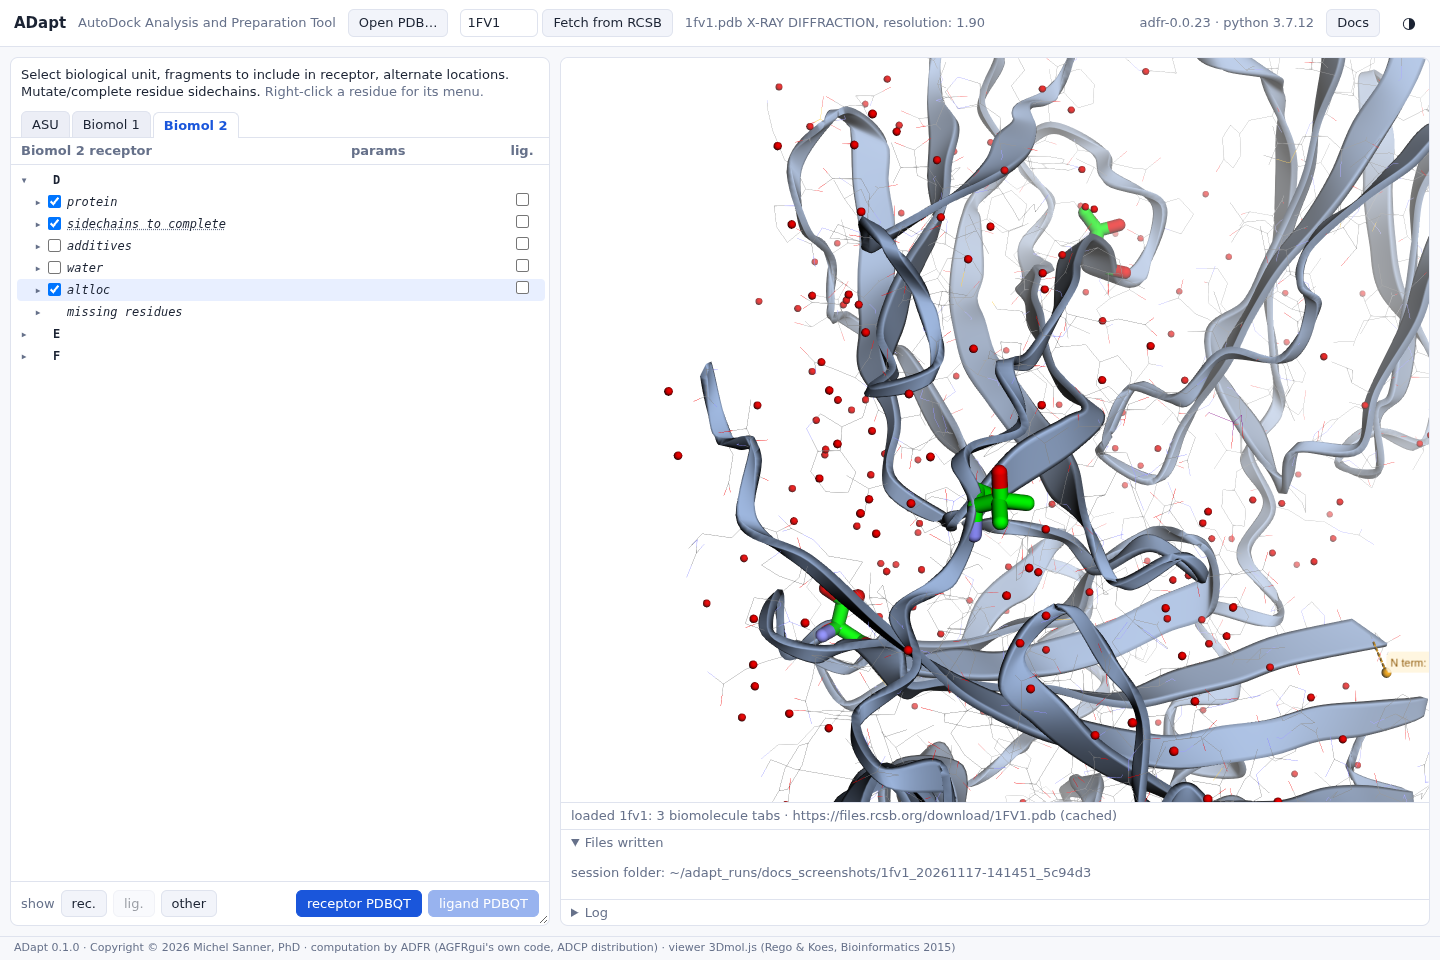 ADapt AutoDock Analysis and Preparation Tool Open PDB... 1FV1 Fetch from RCSB 1fv1.pdb X-RAY DIFFRACTION, resolution: 1.90 adfr-0.0.23 · python 3.7.12 Docs
Select biological unit, fragments to include in receptor, alternate locations.
Mutate/complete residue sidechains. Right-click a residue for its menu.
ASU Biomol 1 Biomol 2
Biomol 2 receptor params lig.
D
protein
sidechains to complete
additives
water
altloc
missing residues
E
F
N term:
loaded 1fv1: 3 biomolecule tabs · https://files.rcsb.org/download/1FV1.pdb (cached)
Files written
session folder: ~/adapt_runs/docs_screenshots/1fv1_20261117-141451_5c94d3
show rec. lig. other receptor PDBQT ligand PDBQT
Log
ADapt 0.1.0 · Copyright © 2026 Michel Sanner, PhD · computation by ADFR (AGFRgui's own code, ADCP distribution) · viewer 3Dmol.js (Rego & Koes, Bioinformatics 2015)